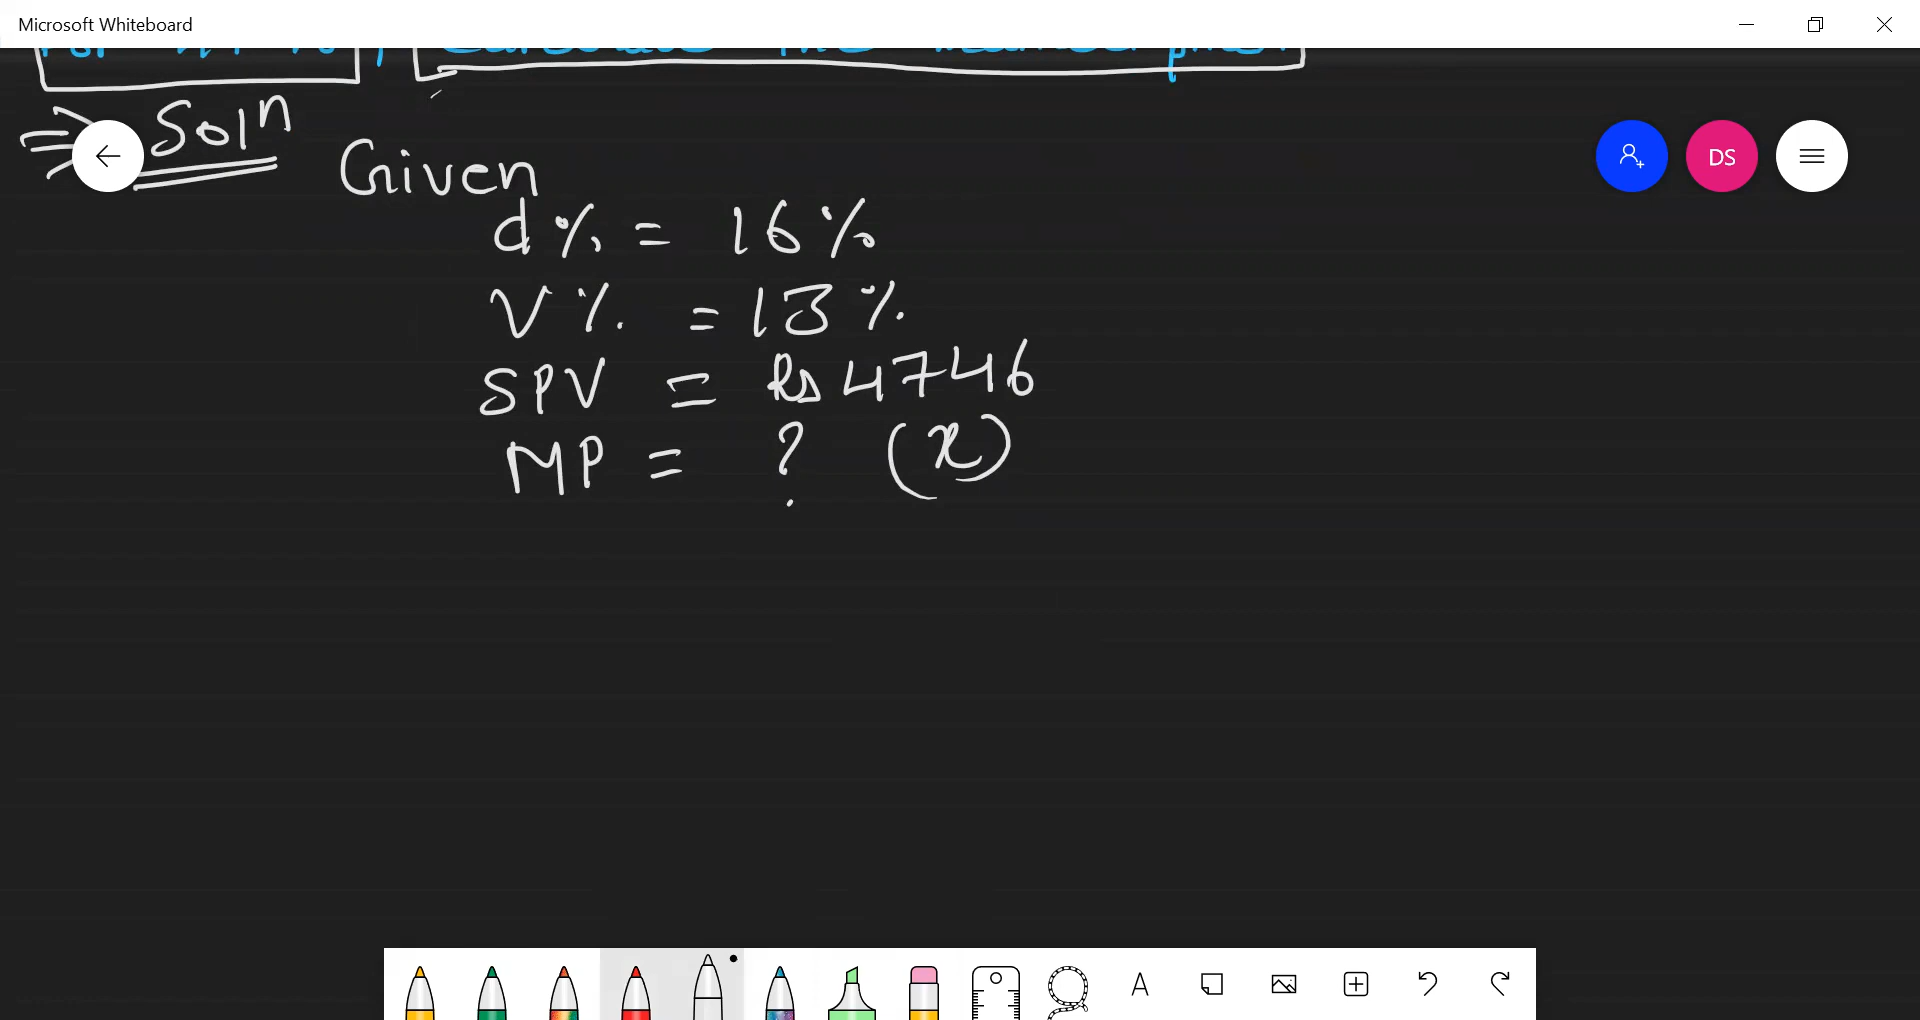 Microsoft Whiteboard
Soln
Given
d% = 16%
V% = 13%
SPV = Rs 4746
MP = ? (x)
DS
A